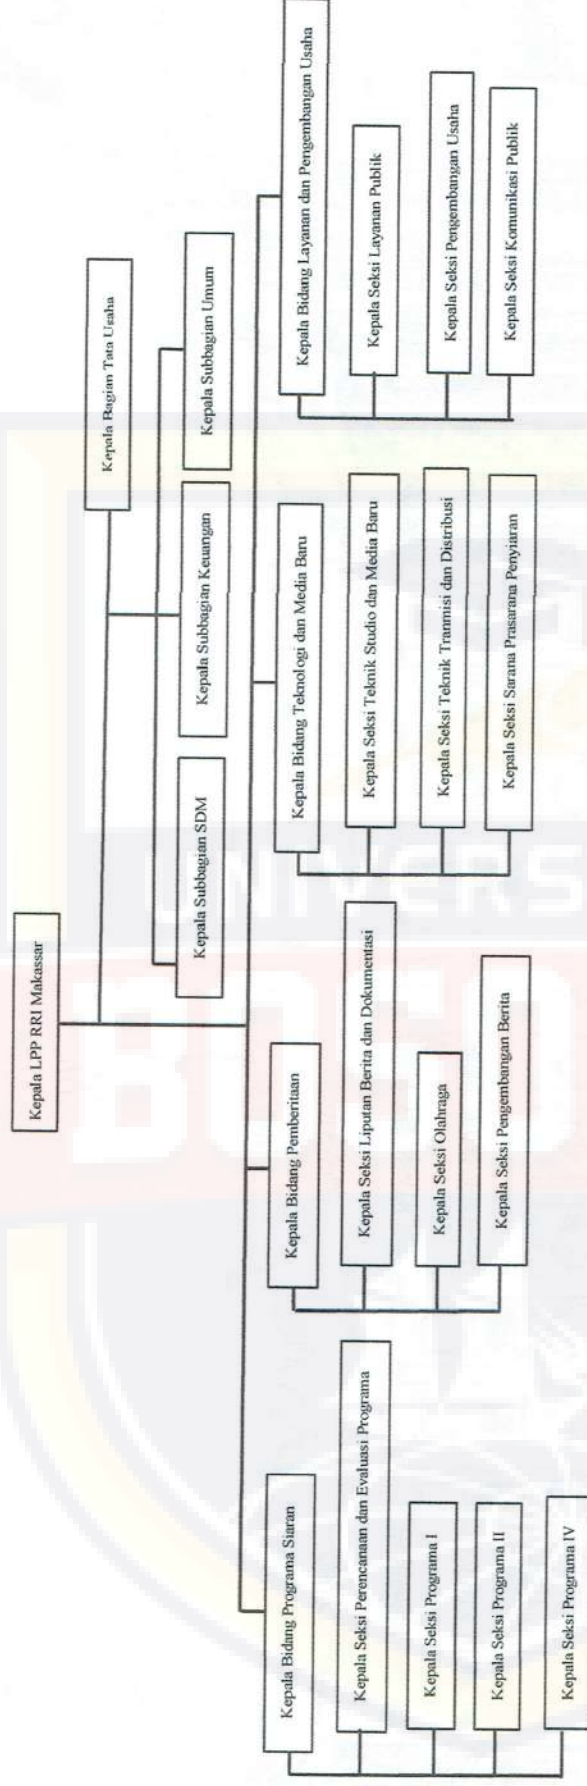 Kepala LPP RRI Makassar
Kepala Bagian Tata Usaha
Kepala Subbagian SDM
Kepala Subbagian Keuangan
Kepala Subbagian Umum
Kepala Bidang Programa Siaran
Kepala Seksi Perencanaan dan Evaluasi Programa
Kepala Seksi Programa I
Kepala Seksi Programa II
Kepala Seksi Programa IV
Kepala Bidang Pemberitaan
Kepala Seksi Liputan Berita dan Dokumentasi
Kepala Seksi Olahraga
Kepala Seksi Pengembangan Berita
Kepala Bidang Teknologi dan Media Baru
Kepala Seksi Teknik Studio dan Media Baru
Kepala Seksi Teknik Tranmisi dan Distribusi
Kepala Seksi Sarana Prasarana Penyiaran
Kepala Bidang Layanan dan Pengembangan Usaha
Kepala Seksi Layanan Publik
Kepala Seksi Pengembangan Usaha
Kepala Seksi Komunikasi Publik
UNIVERS
BOSO